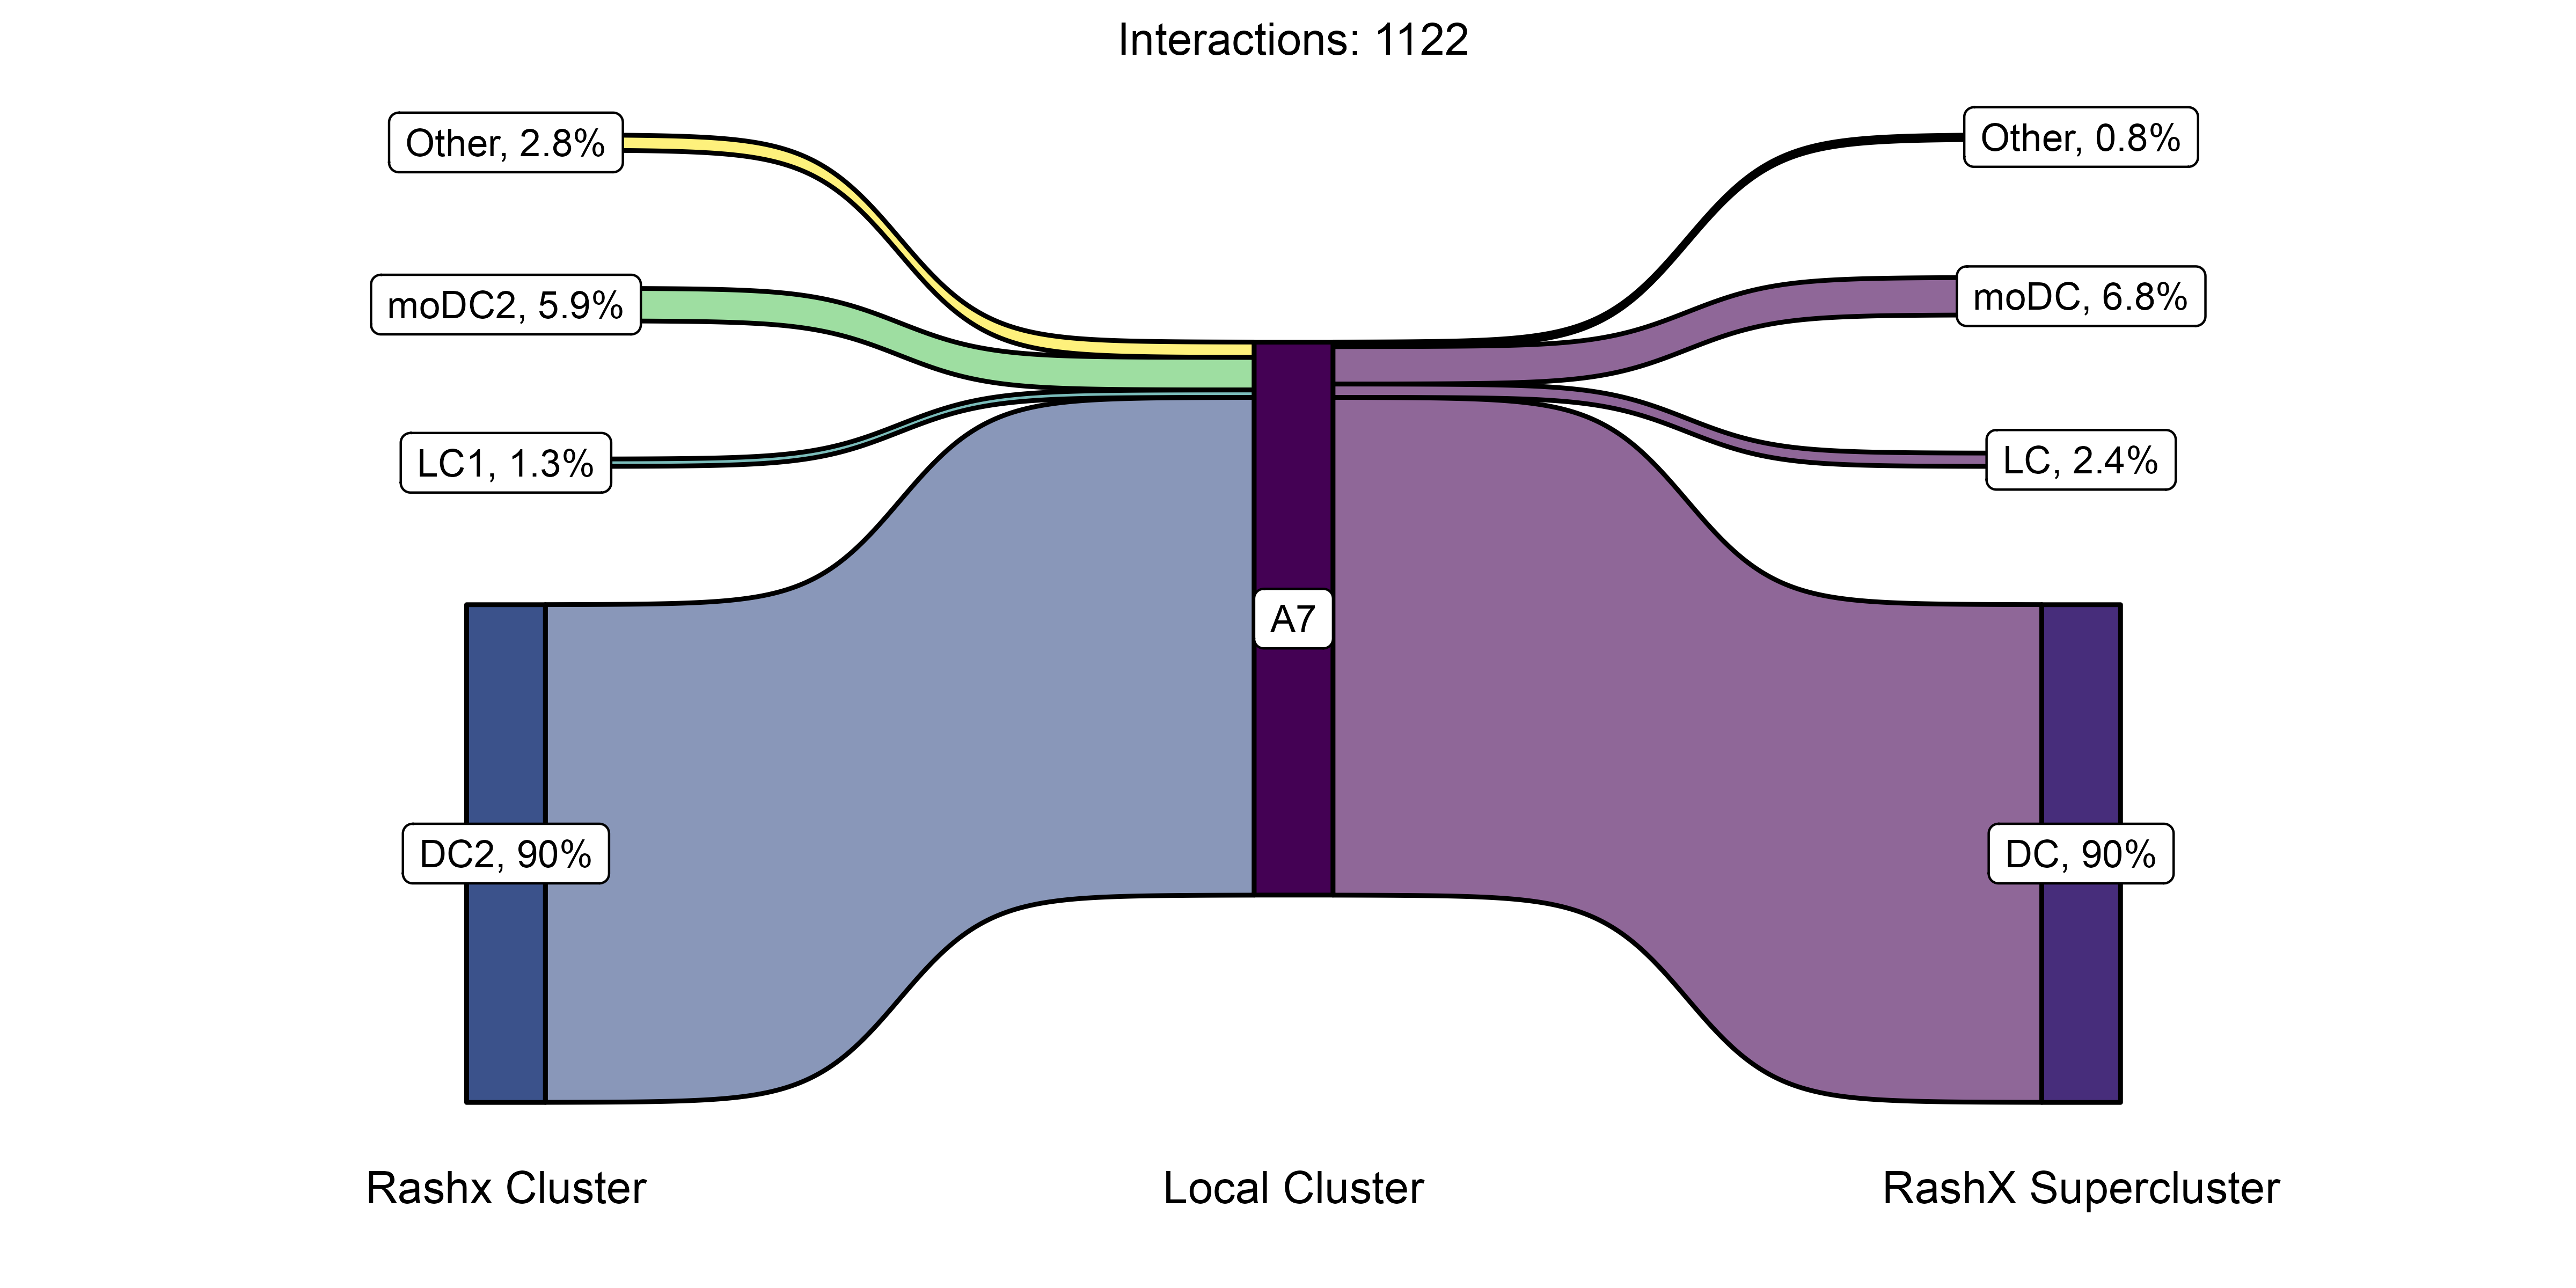 Interactions: 1122
Other, 2.8%
Other, 0.8%
moDC2, 5.9%
moDC, 6.8%
LC1, 1.3%
LC, 2.4%
A7
DC2, 90%
DC, 90%
Rashx Cluster
Local Cluster
RashX Supercluster